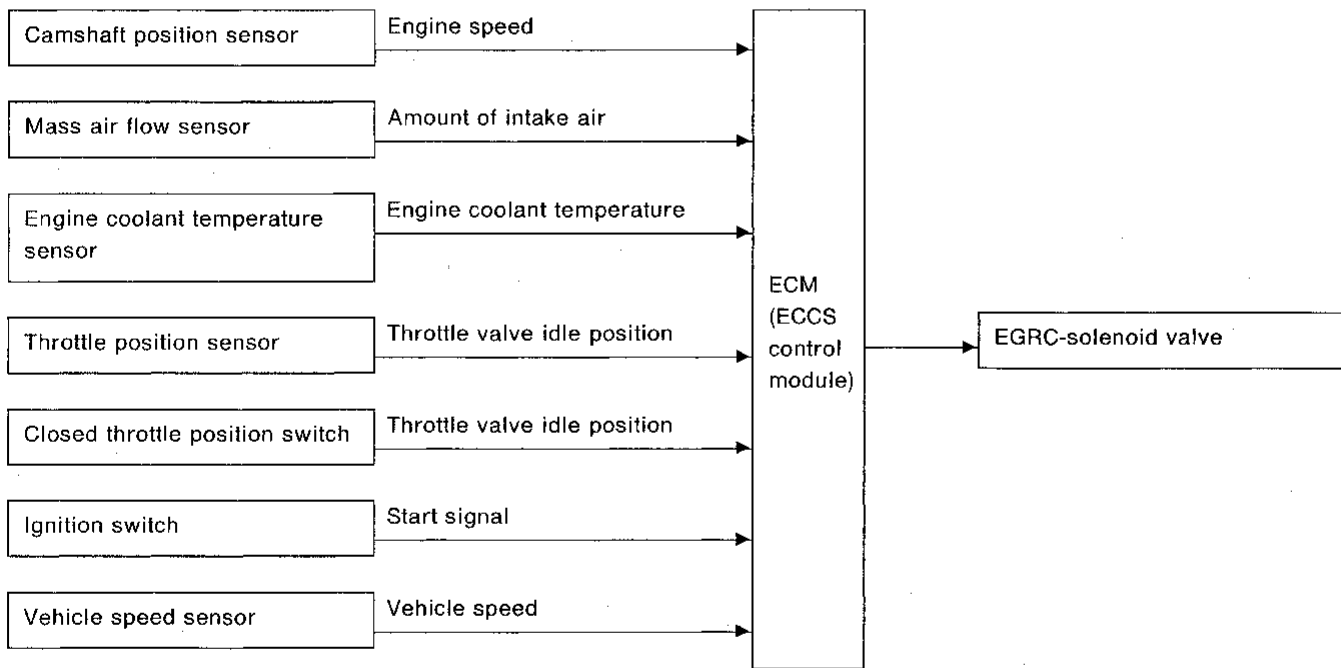 Camshaft position sensor
Engine speed
Mass air flow sensor
Amount of intake air
Engine coolant temperature
sensor
Engine coolant temperature
Throttle position sensor
Throttle valve idle position
Closed throttle position switch
Throttle valve idle position
Ignition switch
Start signal
Vehicle speed sensor
Vehicle speed
ECM
(ECCS
control
module)
EGRC-solenoid valve